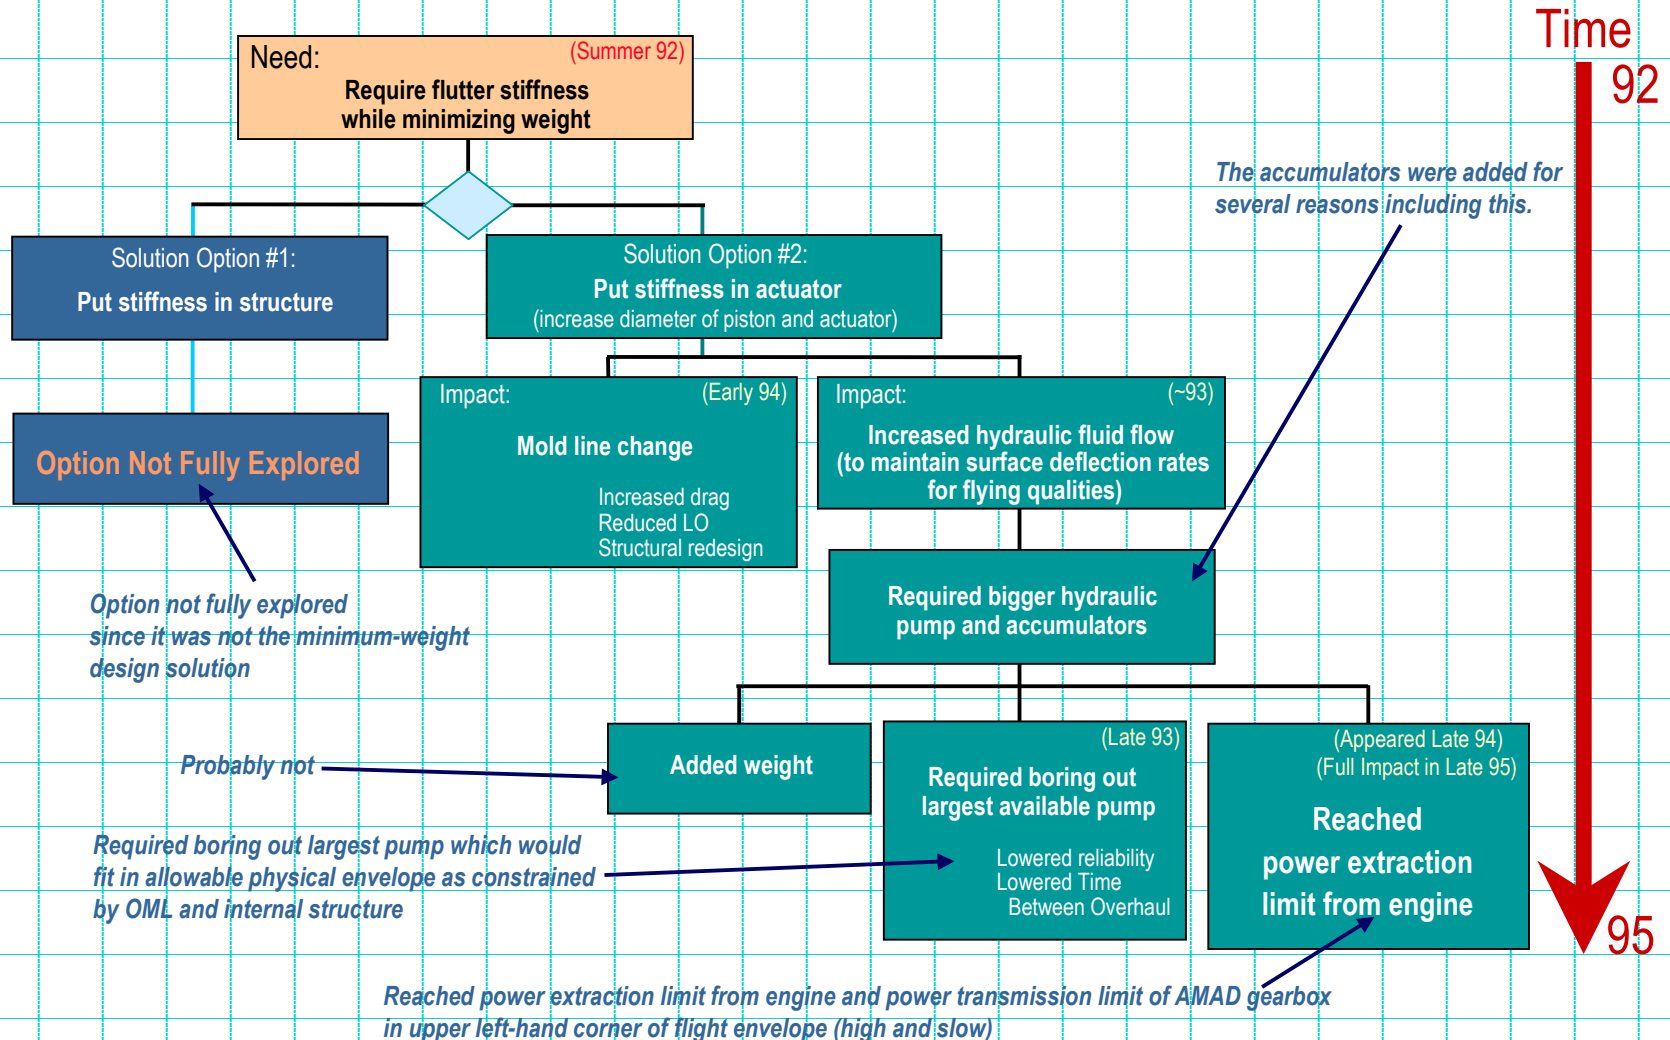 Time
92
Need:
(Summer 92)
Require flutter stiffness
while minimizing weight
The accumulators were added for
several reasons including this.
Solution Option #1:
Put stiffness in structure
Solution Option #2:
Put stiffness in actuator
(increase diameter of piston and actuator)
Option Not Fully Explored
Impact:
(Early 94)
Mold line change
Increased drag
Reduced LO
Structural redesign
Impact:
(~93)
Increased hydraulic fluid flow
(to maintain surface deflection rates
for flying qualities)
Option not fully explored
since it was not the minimum-weight
design solution
Required bigger hydraulic
pump and accumulators
Probably not
Added weight
(Late 93)
Required boring out
largest available pump
Lowered reliability
Lowered Time
Between Overhaul
(Appeared Late 94)
(Full Impact in Late 95)
Reached
power extraction
limit from engine
Required boring out largest pump which would
fit in allowable physical envelope as constrained
by OML and internal structure
95
Reached power extraction limit from engine and power transmission limit of AMAD gearbox
in upper left-hand corner of flight envelope (high and slow)